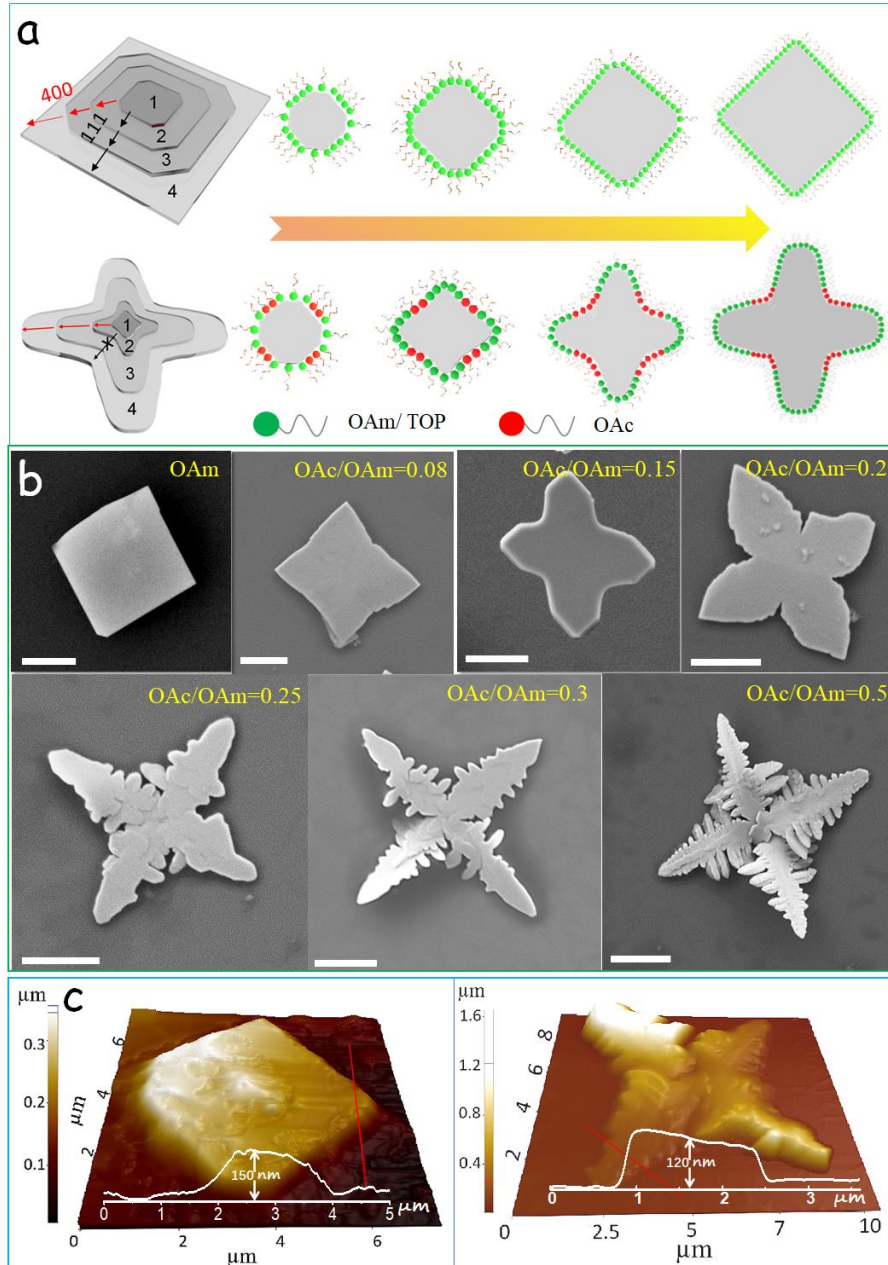 a
400
111
1
2
3
4
1
2
3
4
OAm/ TOP
OAc
b
OAm
OAc/OAm=0.08
OAc/OAm=0.15
OAc/OAm=0.2
OAc/OAm=0.25
OAc/OAm=0.3
OAc/OAm=0.5
c
µm
0.3
0.2
0.1
6
4
2
µm
150 nm
0 1 2 3 4 5
µm
0 2 4 6
µm
1.6
1.2
0.8
0.4
8
6
4
2
120 nm
0 1 2 3
µm
0 2.5 5 7 10
µm